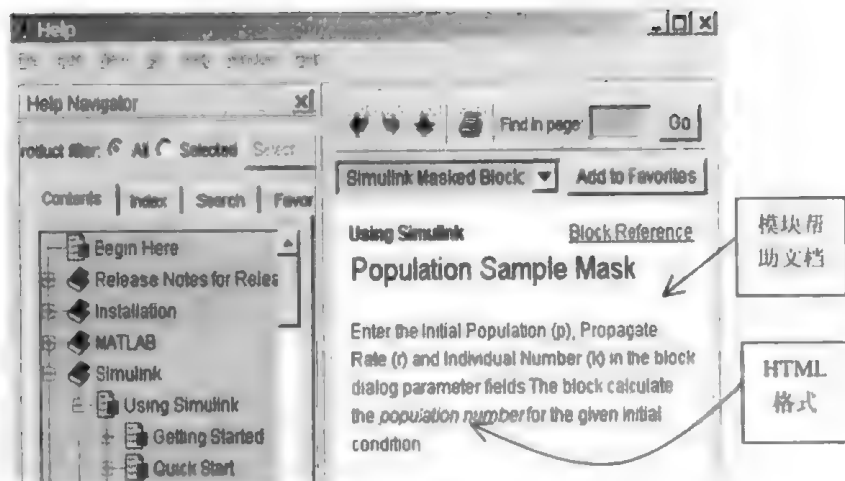 Help
Help Navigator
Find in page:
Go
roduct filter: All Selected Select
Simulink Masked Block:
Add to Favorites
Contents Index Search Favor
Using Simulink
Block Reference
Population Sample Mask
Begin Here
Release Notes for Relea
Installation
MATLAB
Simulink
Using Simulink
Getting Started
Quick Start
Enter the Initial Population (p), Propagate
Rate (r) and Individual Number (k) in the block
dialog parameter fields The block calculate
the population number for the given initial
condition
模块帮
助文档
HTML
格式